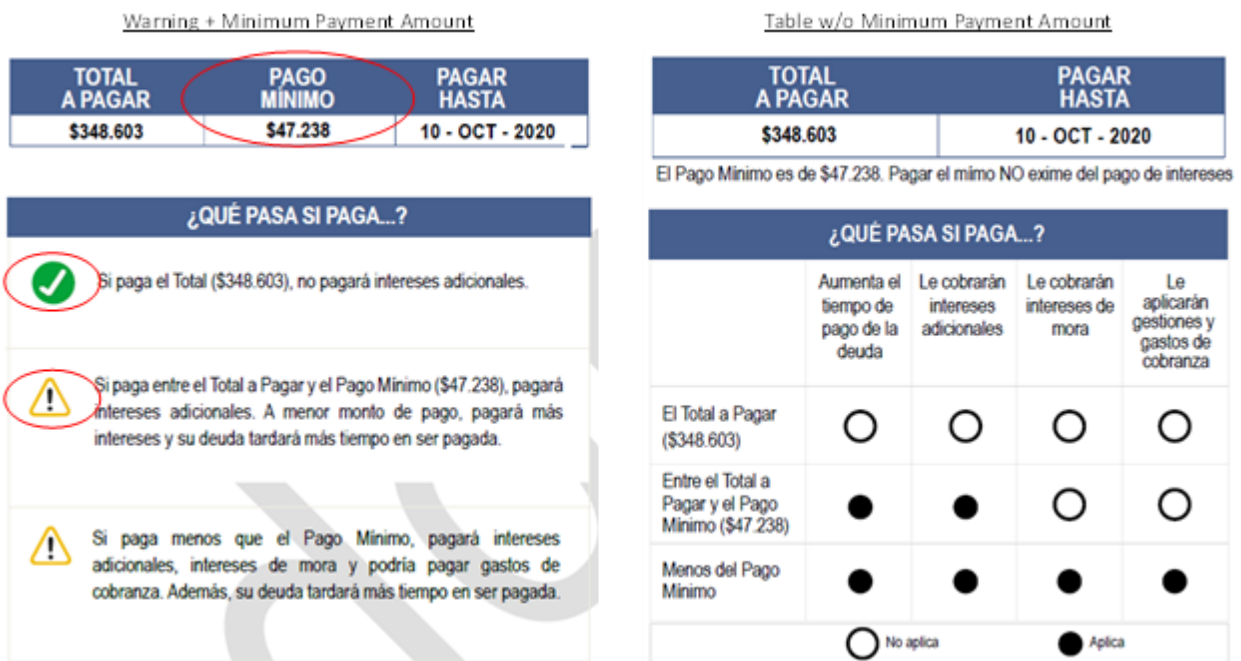 Warning + Minimum Payment Amount
TOTAL
A PAGAR
PAGO
MÍNIMO
PAGAR
HASTA
$348.603
$47.238
10 - OCT - 2020
¿QUÉ PASA SI PAGA...?
Si paga el Total ($348.603), no pagará intereses adicionales.
Si paga entre el Total a Pagar y el Pago Mínimo ($47.238), pagará
intereses adicionales. A menor monto de pago, pagará más
intereses y su deuda tardará más tiempo en ser pagada.
Si paga menos que el Pago Mínimo, pagará intereses
adicionales, intereses de mora y podría pagar gastos de
cobranza. Además, su deuda tardará más tiempo en ser pagada.
Table w/o Minimum Payment Amount
TOTAL
A PAGAR
PAGAR
HASTA
$348.603
10 - OCT - 2020
El Pago Mínimo es de $47.238. Pagar el mímo NO exime del pago de intereses
¿QUÉ PASA SI PAGA...?
Aumenta el
tiempo de
pago de la
deuda
Le cobrarán
intereses
adicionales
Le cobrarán
intereses de
mora
Le
aplicarán
gestiones y
gastos de
cobranza
El Total a Pagar
($348.603)
Entre el Total a
Pagar y el Pago
Mínimo ($47.238)
Menos del Pago
Mínimo
No aplica
Aplica